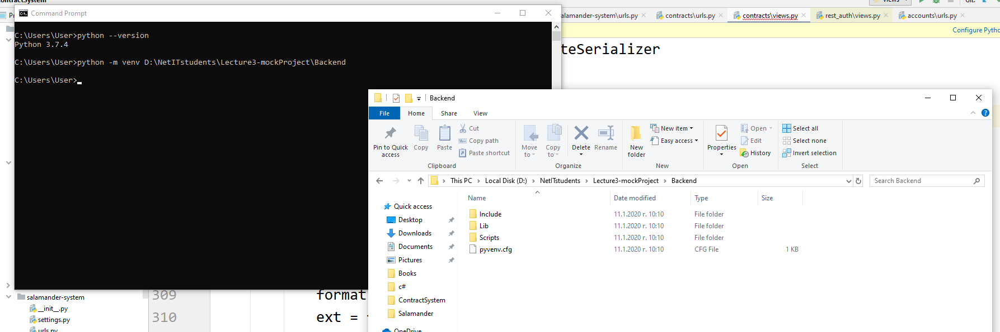 ontractSystem
Command Prompt
views
Git:
Pr
salamander-system\urls.py
contracts\urls.py
contracts\views.py
rest_auth\views.py
accounts\urls.py
Configure Pytho
teSerializer
C:\Users\User>python --version
Python 3.7.4
C:\Users\User>python -m venv D:\NetITstudents\Lecture3-mockProject\Backend
C:\Users\User>
Backend
File
Home
Share
View
Pin to Quick access
Copy
Paste
Cut
Copy path
Paste shortcut
Move to
Copy to
Delete
Rename
New folder
New item
Easy access
Properties
Open
Edit
History
Select all
Select none
Invert selection
Clipboard
Organize
New
Open
Select
This PC > Local Disk (D:) > NetITstudents > Lecture3-mockProject > Backend
Search Backend
Name
Date modified
Type
Size
Quick access
Desktop
Downloads
Documents
Pictures
Books
c#
ContractSystem
Salamander
OneDrive
Include 11.1.2020 г. 10:10 File folder
Lib 11.1.2020 г. 10:10 File folder
Scripts 11.1.2020 г. 10:10 File folder
pyvenv.cfg 11.1.2020 г. 10:10 CFG File 1 KB
salamander-system
__init__.py
settings.py
urls.py
309 format
310 ext =